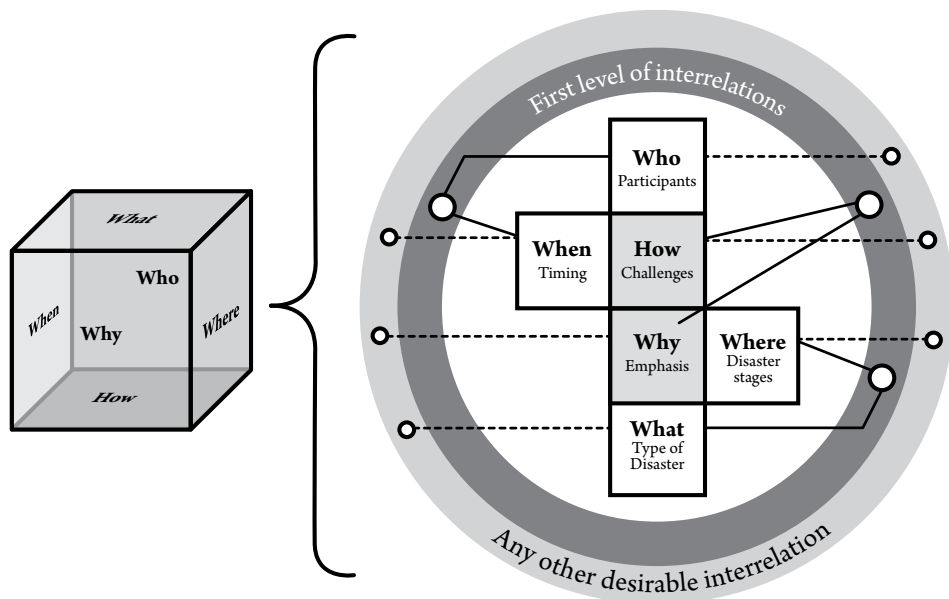 What
Who
When
Why
Where
How
First level of interrelations
Who
Participants
When
Timing
How
Challenges
Why
Emphasis
Where
Disaster
stages
What
Type of
Disaster
Any other desirable interrelation